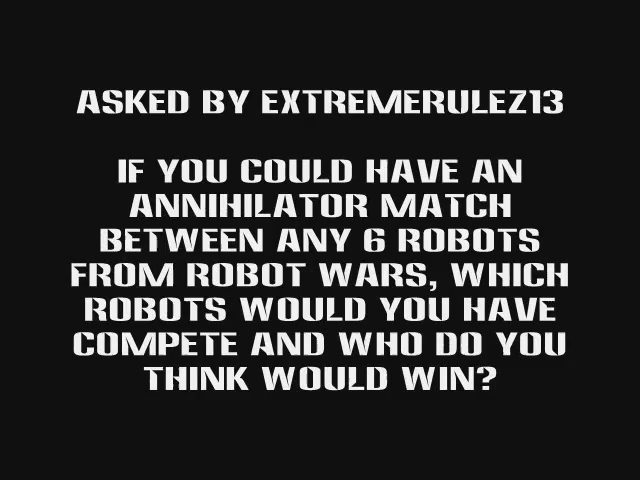 ASKED BY EXTREMERULEZ13
IF YOU COULD HAVE AN
ANNIHILATOR MATCH
BETWEEN ANY 6 ROBOTS
FROM ROBOT WARS, WHICH
ROBOTS WOULD YOU HAVE
COMPETE AND WHO DO YOU
THINK WOULD WIN?